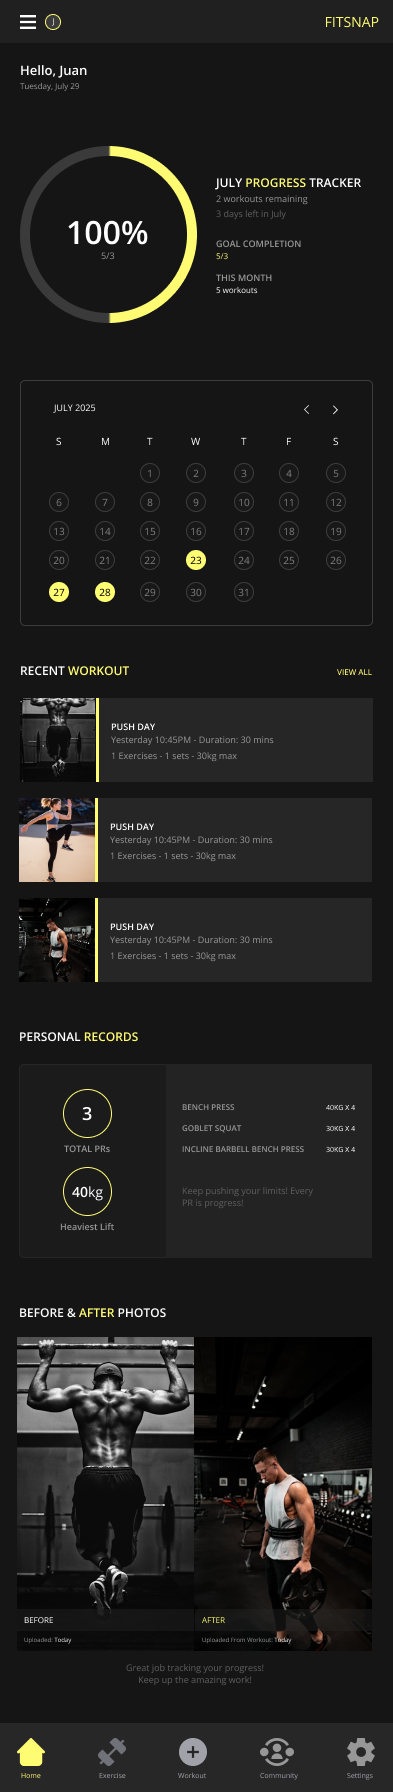 J FITSNAP
Hello, Juan
Tuesday, July 29
100%
5/3
JULY PROGRESS TRACKER
2 workouts remaining
3 days left in July
GOAL COMPLETION
5/3
THIS MONTH
5 workouts
JULY 2025
S M T W T F S
1 2 3 4 5
6 7 8 9 10 11 12
13 14 15 16 17 18 19
20 21 22 23 24 25 26
27 28 29 30 31
RECENT WORKOUT VIEW ALL
PUSH DAY
Yesterday 10:45PM - Duration: 30 mins
1 Exercises - 1 sets - 30kg max
PUSH DAY
Yesterday 10:45PM - Duration: 30 mins
1 Exercises - 1 sets - 30kg max
PUSH DAY
Yesterday 10:45PM - Duration: 30 mins
1 Exercises - 1 sets - 30kg max
PERSONAL RECORDS
3
TOTAL PRs
40kg
Heaviest Lift
BENCH PRESS 40KG X 4
GOBLET SQUAT 30KG X 4
INCLINE BARBELL BENCH PRESS 30KG X 4
Keep pushing your limits! Every
PR is progress!
BEFORE & AFTER PHOTOS
BEFORE
Uploaded: Today
AFTER
Uploaded From Workout: Today
Great job tracking your progress!
Keep up the amazing work!
Home Exercise Workout Community Settings